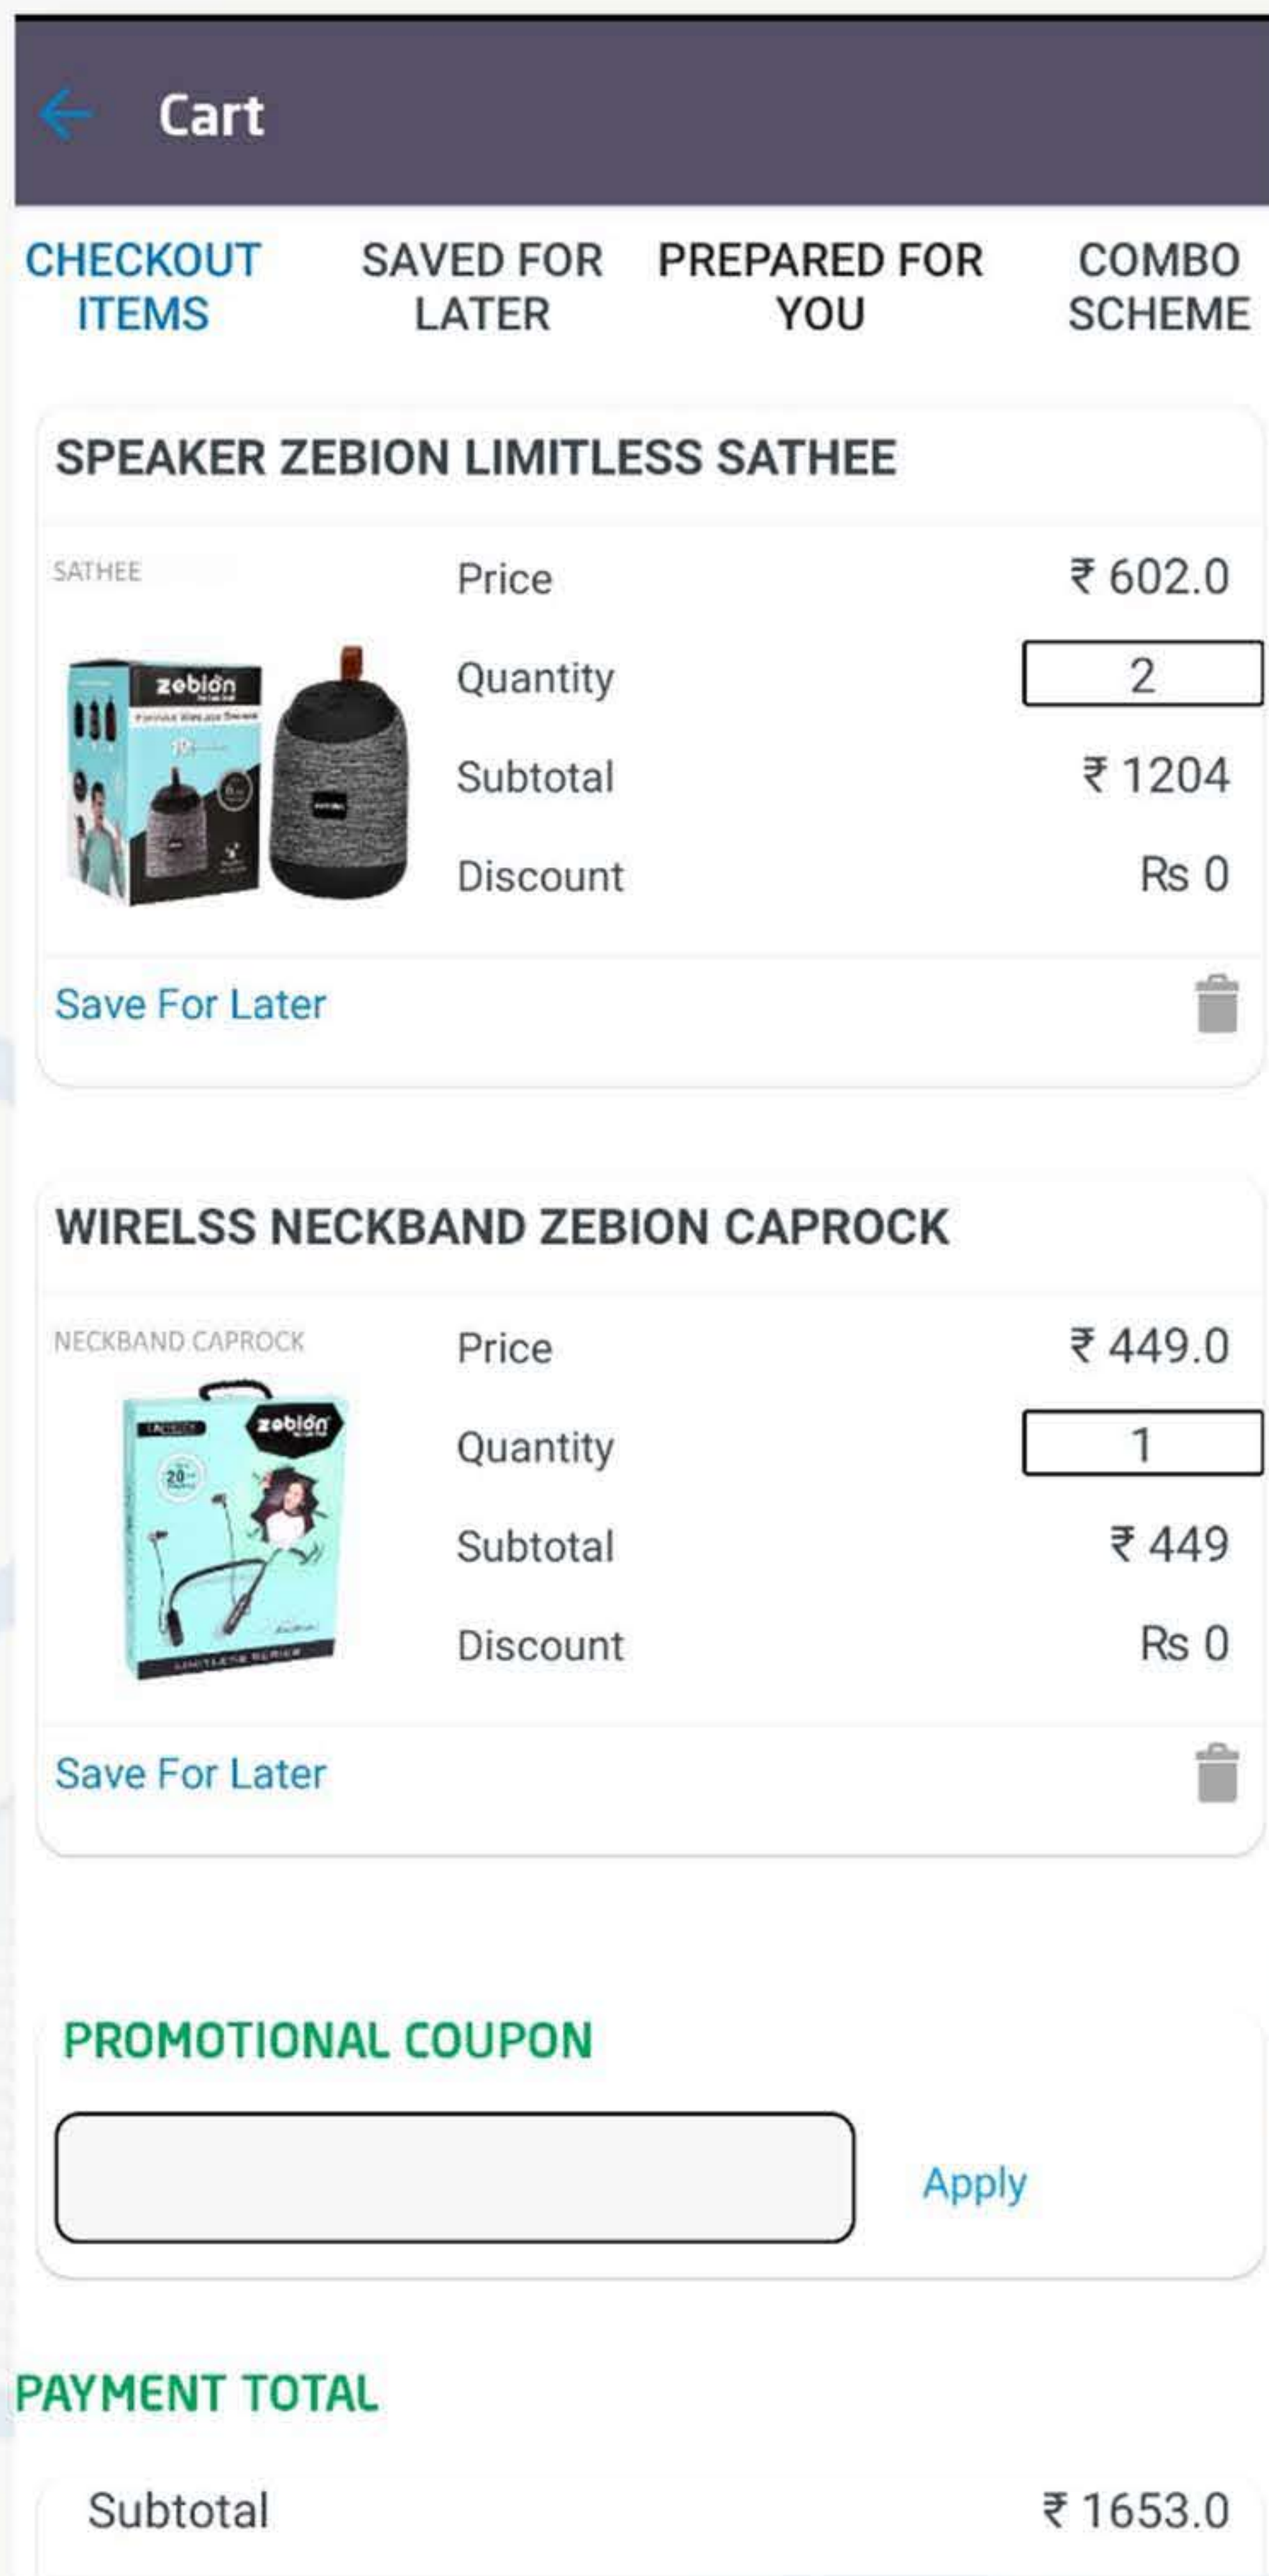 Cart
CHECKOUT ITEMS
SAVED FOR LATER
PREPARED FOR YOU
COMBO SCHEME
SPEAKER ZEBION LIMITLESS SATHEE
SATHEE
zebion
Price ₹ 602.0
Quantity 2
Subtotal ₹ 1204
Discount Rs 0
Save For Later
WIRELSS NECKBAND ZEBION CAPROCK
NECKBAND CAPROCK
zebion
20
LIMITLESS SERIES
Price ₹ 449.0
Quantity 1
Subtotal ₹ 449
Discount Rs 0
Save For Later
PROMOTIONAL COUPON
Apply
PAYMENT TOTAL
Subtotal ₹ 1653.0